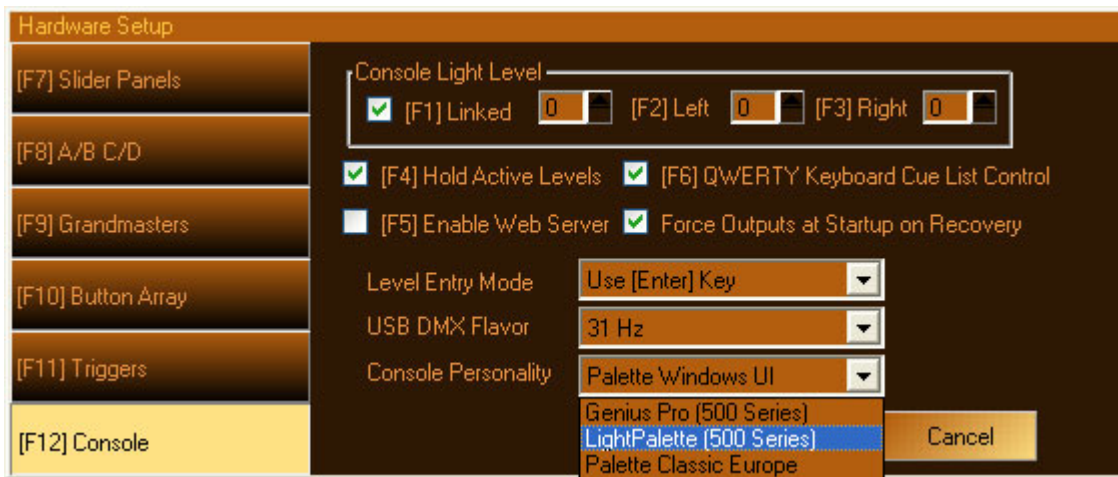 Hardware Setup
[F7] Slider Panels
[F8] A/B C/D
[F9] Grandmasters
[F10] Button Array
[F11] Triggers
[F12] Console
Console Light Level
[F1] Linked 0 [F2] Left 0 [F3] Right 0
[F4] Hold Active Levels [F6] QWERTY Keyboard Cue List Control
[F5] Enable Web Server Force Outputs at Startup on Recovery
Level Entry Mode Use [Enter] Key
USB DMX Flavor 31 Hz
Console Personality Palette Windows UI
Genius Pro (500 Series)
LightPalette (500 Series)
Palette Classic Europe
Cancel